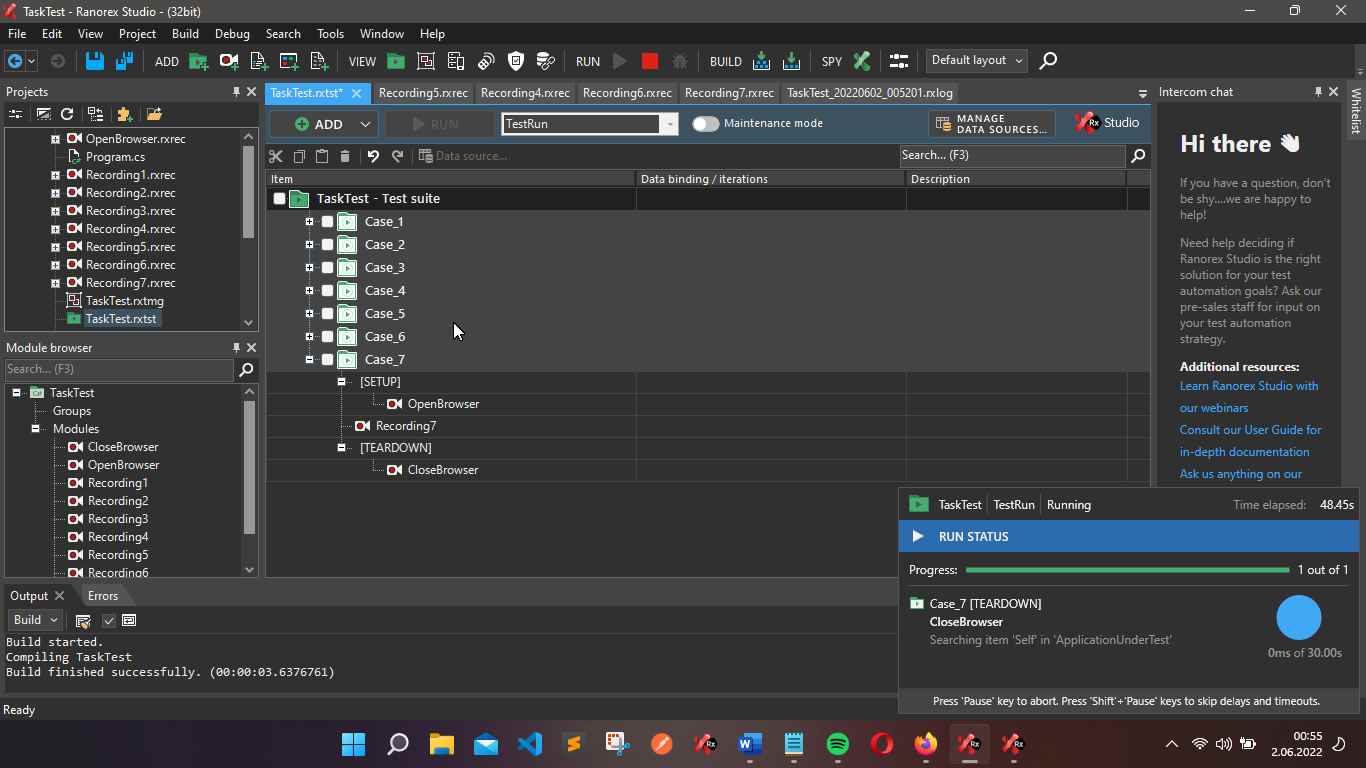 TaskTest - Ranorex Studio - (32bit)
File Edit View Project Build Debug Search Tools Window Help
ADD VIEW RUN BUILD SPY Default layout
Projects
OpenBrowser.rxrec
Program.cs
Recording1.rxrec
Recording2.rxrec
Recording3.rxrec
Recording4.rxrec
Recording5.rxrec
Recording6.rxrec
Recording7.rxrec
TaskTest.rxtmg
TaskTest.rxtst
Module browser
Search... (F3)
TaskTest
Groups
Modules
CloseBrowser
OpenBrowser
Recording1
Recording2
Recording3
Recording4
Recording5
Recording6
TaskTest.rxtst* Recording5.rxrec Recording4.rxrec Recording6.rxrec Recording7.rxrec TaskTest_20220602_005201.rxlog
ADD RUN TestRun Maintenance mode MANAGE
DATA SOURCES... Rx Studio
Data source... Search... (F3)
Item Data binding / iterations Description
TaskTest - Test suite
Case_1
Case_2
Case_3
Case_4
Case_5
Case_6
Case_7
[SETUP]
OpenBrowser
Recording7
[TEARDOWN]
CloseBrowser
Intercom chat
Whitelist
Hi there
If you have a question, don't
be shy....we are happy to
help!
Need help deciding if
Ranorex Studio is the right
solution for your test
automation goals? Ask our
pre-sales staff for input on
your test automation
strategy.
Additional resources:
Learn Ranorex Studio with
our webinars
Consult our User Guide for
in-depth documentation
Ask us anything on our
TaskTest TestRun Running Time elapsed: 48.45s
RUN STATUS
Progress: 1 out of 1
Case_7 [TEARDOWN]
CloseBrowser
Searching item 'Self' in 'ApplicationUnderTest'
0ms of 30.00s
Press 'Pause' key to abort. Press 'Shift'+'Pause' keys to skip delays and timeouts.
Output Errors
Build
Build started.
Compiling TaskTest
Build finished successfully. (00:00:03.6376761)
Ready
00:55
2.06.2022